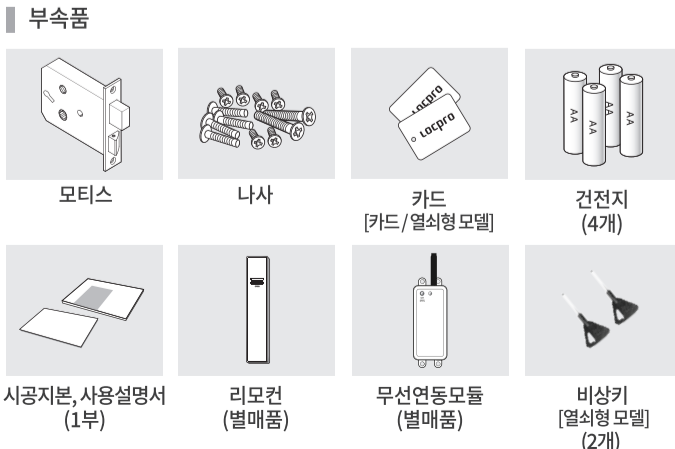 부속품
LOCPRO
LOCPRO
AA
AA
AA
AA
모티스
나사
카드
[카드 / 열쇠형 모델]
건전지
(4개)
시공지본, 사용설명서
(1부)
리모컨
(별매품)
무선연동모듈
(별매품)
비상키
[열쇠형 모델]
(2개)